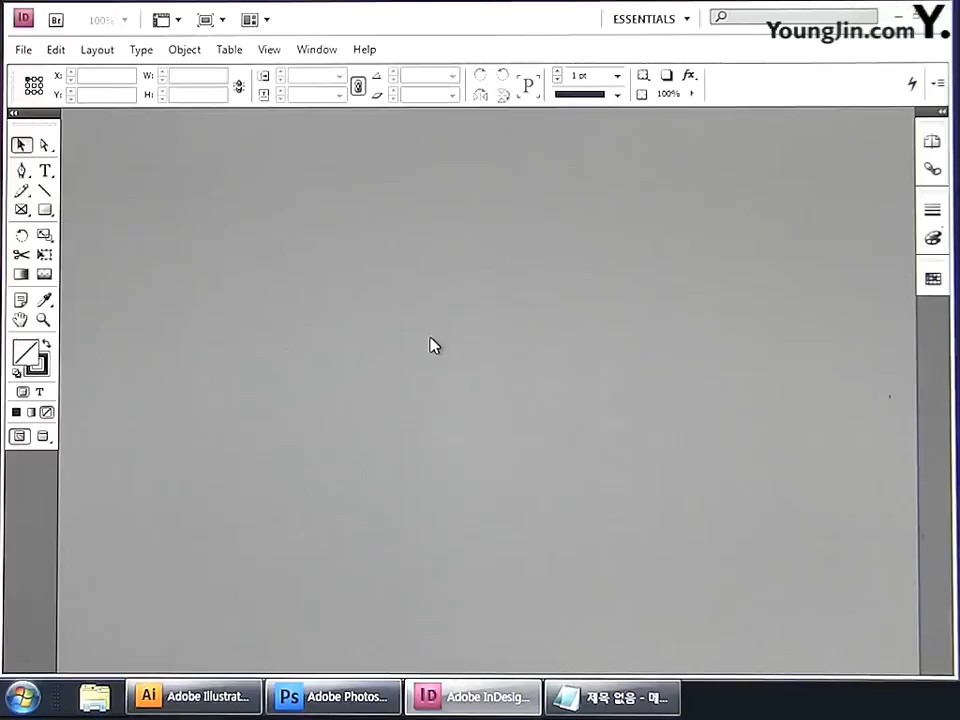 ID Br 100% ESSENTIALS
YoungJin.com Y.
File Edit Layout Type Object Table View Window Help
X: W: 1 pt
Y: H: P 100% fx.
T
T
Ai Adobe Illustrat... Ps Adobe Photos... ID Adobe InDesig... 제목 없음 - 메...